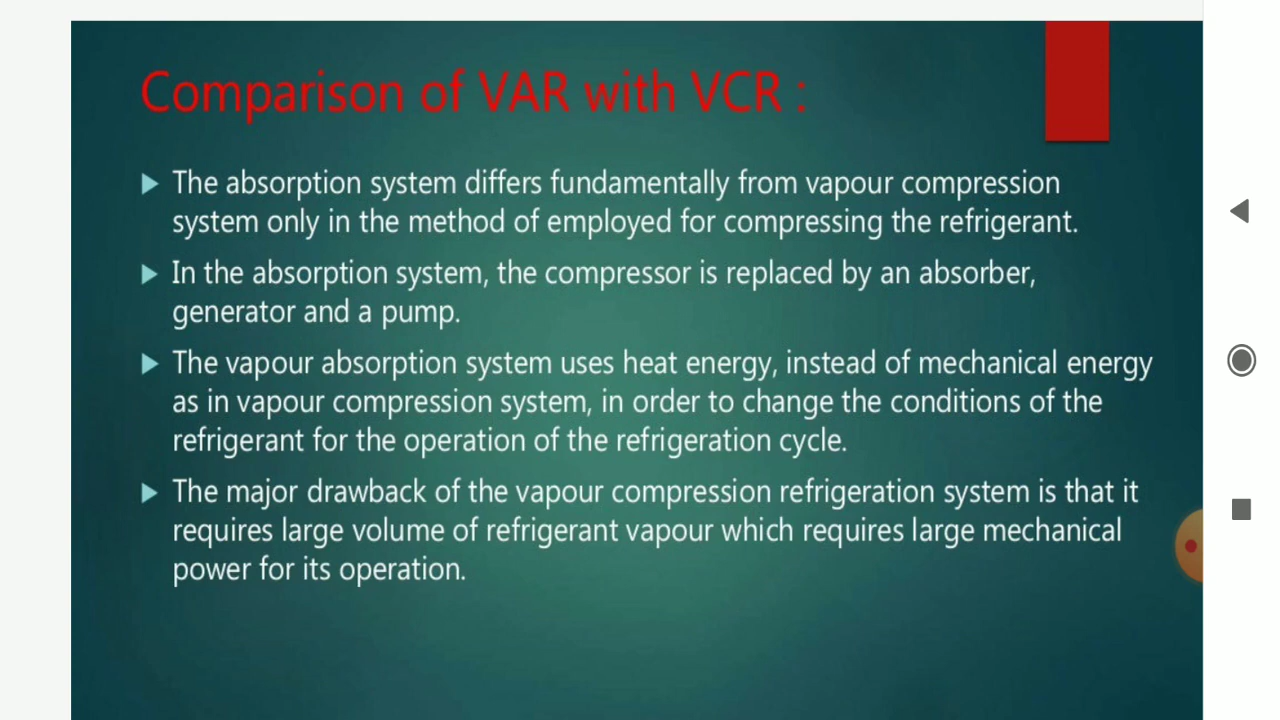 Comparison of VAR with VCR :
The absorption system differs fundamentally from vapour compression
system only in the method of employed for compressing the refrigerant.
In the absorption system, the compressor is replaced by an absorber,
generator and a pump.
The vapour absorption system uses heat energy, instead of mechanical energy
as in vapour compression system, in order to change the conditions of the
refrigerant for the operation of the refrigeration cycle.
The major drawback of the vapour compression refrigeration system is that it
requires large volume of refrigerant vapour which requires large mechanical
power for its operation.